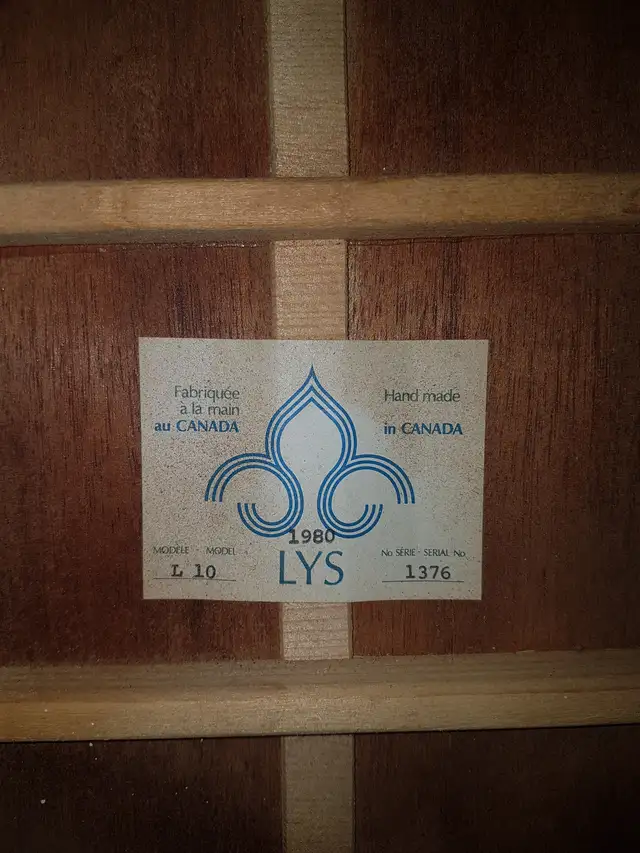 Fabriquée
à la main
au CANADA
Hand made
in CANADA
1980
LYS
MODÈLE - MODEL
L 10
No SÉRIE - SERIAL No
1376